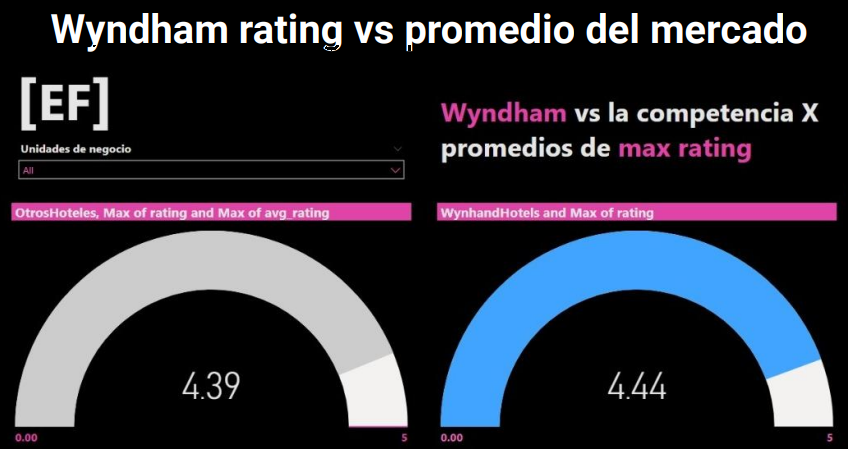 Wyndham rating vs promedio del mercado
[EF]
Unidades de negocio
All
Wyndham vs la competencia X
promedios de max rating
OtrosHoteles, Max of rating and Max of avg_rating
4.39
0.00
5
WynhandHotels and Max of rating
4.44
0.00
5